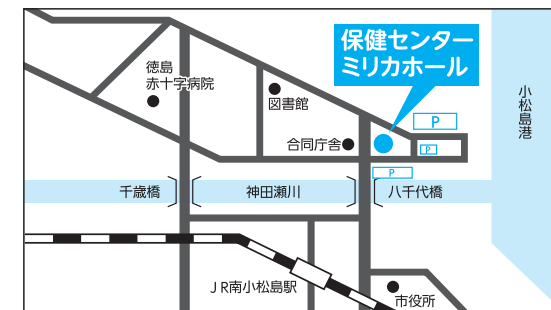 保健センター
ミリカホール
徳島
赤十字病院
図書館
合同庁舎
P
P
P
小松島港
千歳橋
神田瀬川
八千代橋
JR南小松島駅
市役所